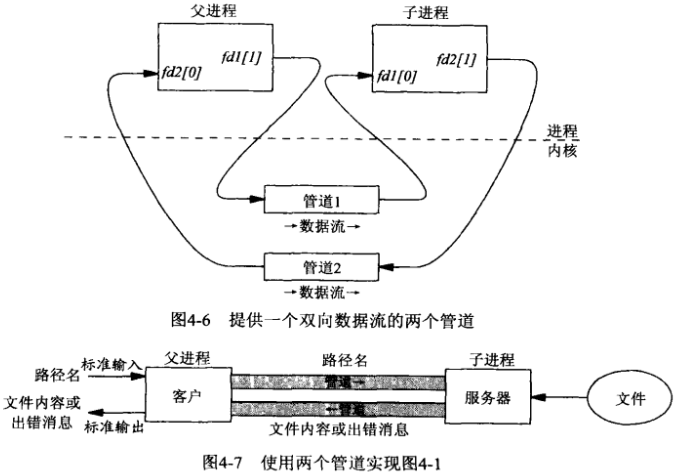 父进程
子进程
fd1[1]
fd2[1]
fd2[0]
fd1[0]
进程
内核
管道1
→数据流→
管道2
→数据流→
图4-6 提供一个双向数据流的两个管道
父进程
路径名
子进程
标准输入
路径名
管道→
客户
服务器
文件
文件内容或
出错消息
←管道
标准输出
文件内容或出错消息
图4-7 使用两个管道实现图4-1